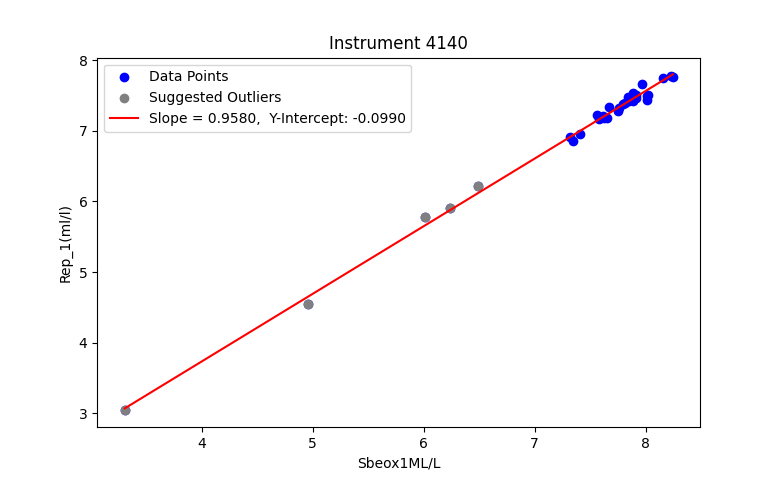 Instrument 4140
Data Points
Suggested Outliers
Slope = 0.9580,  Y-Intercept: -0.0990
8
7
6
5
4
3
Rep_1(ml/l)
4 5 6 7 8
Sbeox1ML/L